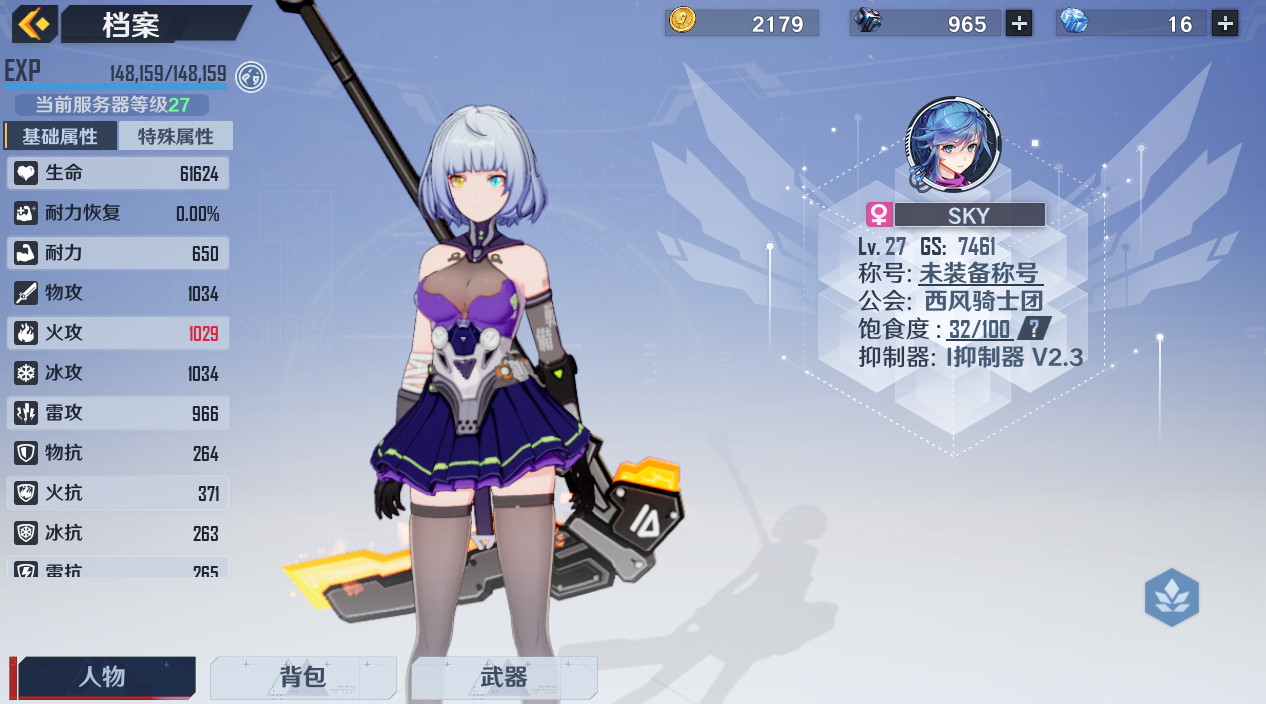 档案
2179
965
16
EXP 148,159/148,159
当前服务器等级27
基础属性 特殊属性
生命 61624
耐力恢复 0.00%
耐力 650
物攻 1034
火攻 1029
冰攻 1034
雷攻 966
物抗 264
火抗 371
冰抗 263
雷抗 265
SKY
Lv. 27 GS: 7461
称号: 未装备称号
公会: 西风骑士团
饱食度 : 32/100 ?
抑制器: I抑制器 V2.3
人物 背包 武器